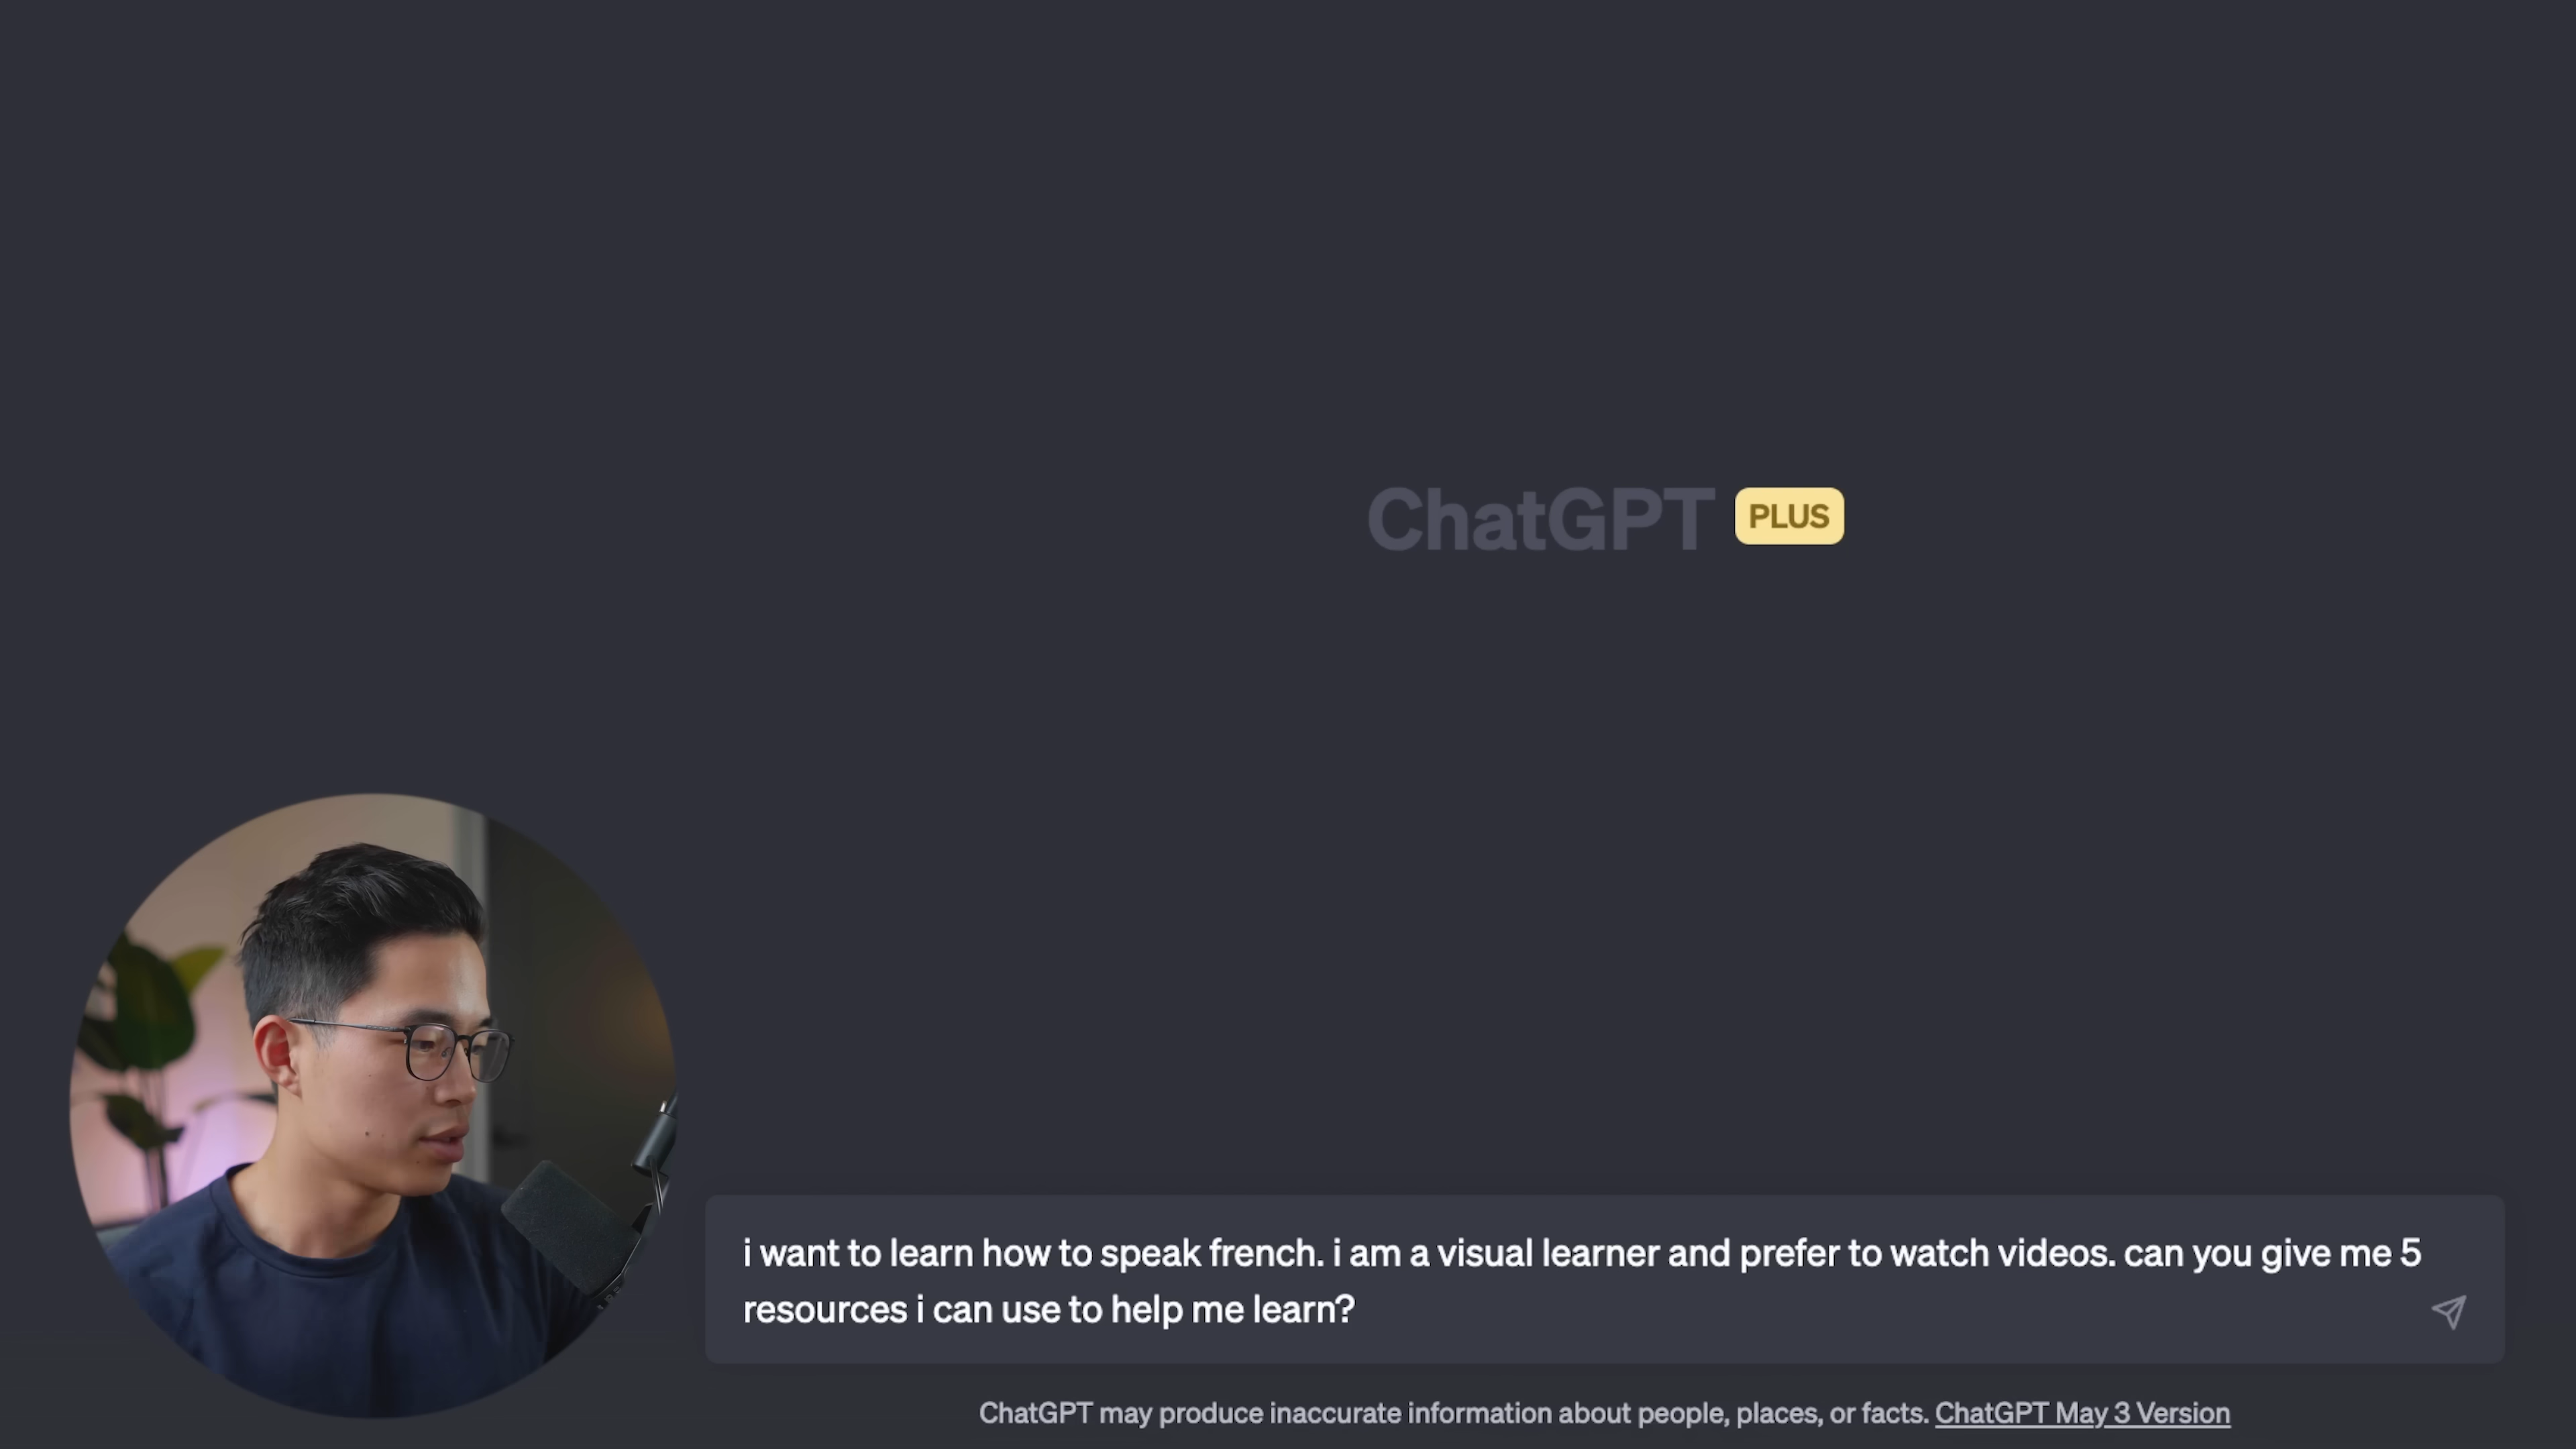 ChatGPT PLUS
i want to learn how to speak french. i am a visual learner and prefer to watch videos. can you give me 5
resources i can use to help me learn?
ChatGPT may produce inaccurate information about people, places, or facts. ChatGPT May 3 Version